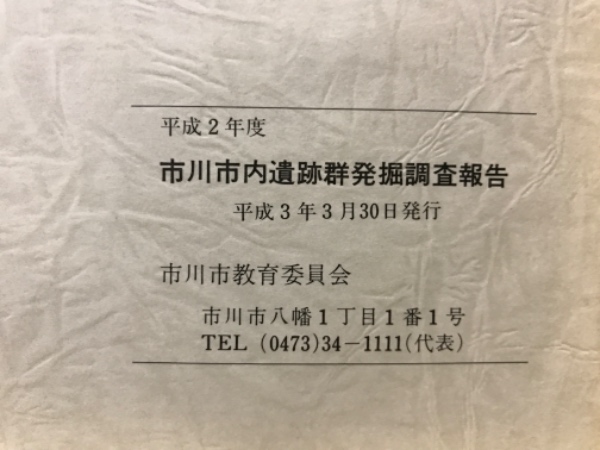 平成2年度
市川市内遺跡群発掘調査報告
平成3年3月30日発行
市川市教育委員会
市川市八幡1丁目1番1号
TEL (0473)34-1111(代表)